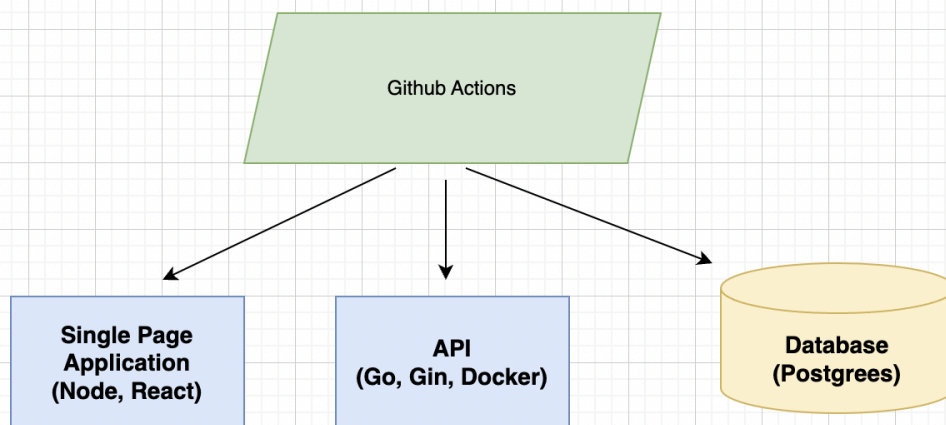 Github Actions
Single Page
Application
(Node, React)
API
(Go, Gin, Docker)
Database
(Postgrees)